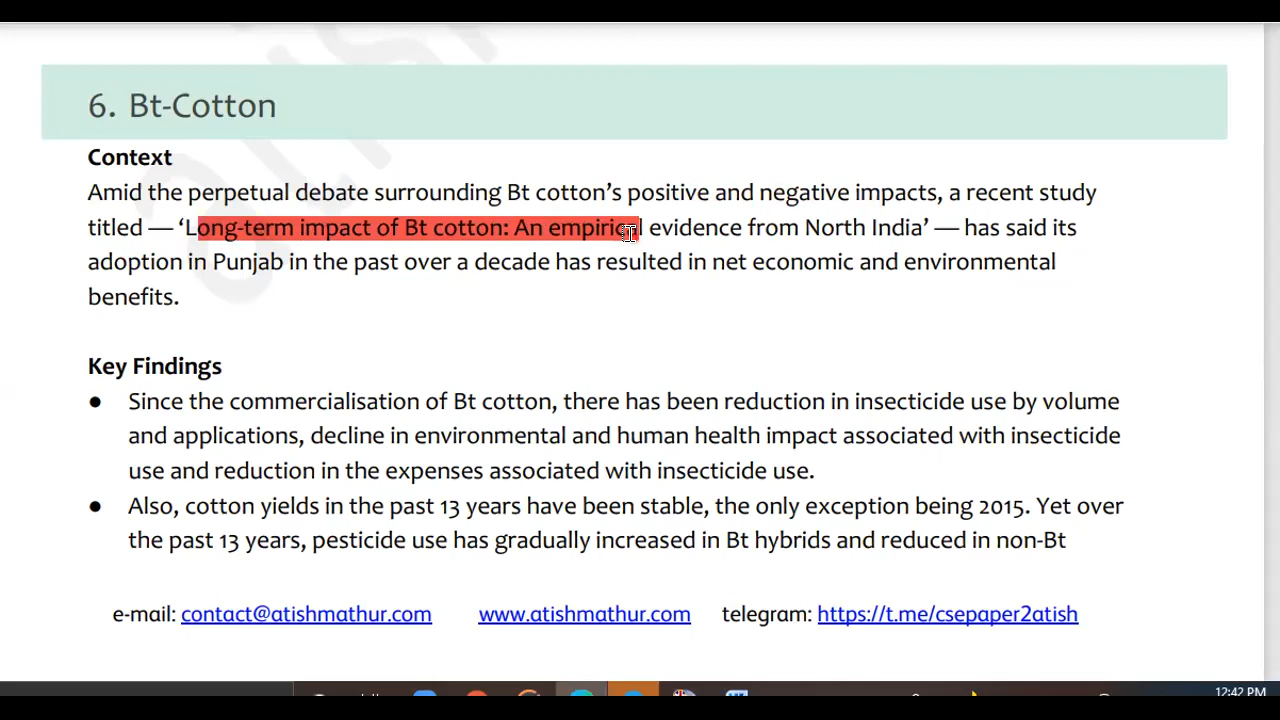 6. Bt-Cotton
Context
Amid the perpetual debate surrounding Bt cotton’s positive and negative impacts, a recent study
titled — ‘Long-term impact of Bt cotton: An empirical evidence from North India’ — has said its
adoption in Punjab in the past over a decade has resulted in net economic and environmental
benefits.
Key Findings
● Since the commercialisation of Bt cotton, there has been reduction in insecticide use by volume
and applications, decline in environmental and human health impact associated with insecticide
use and reduction in the expenses associated with insecticide use.
● Also, cotton yields in the past 13 years have been stable, the only exception being 2015. Yet over
the past 13 years, pesticide use has gradually increased in Bt hybrids and reduced in non-Bt
e-mail: contact@atishmathur.com www.atishmathur.com telegram: https://t.me/csepaper2atish
12:42 PM